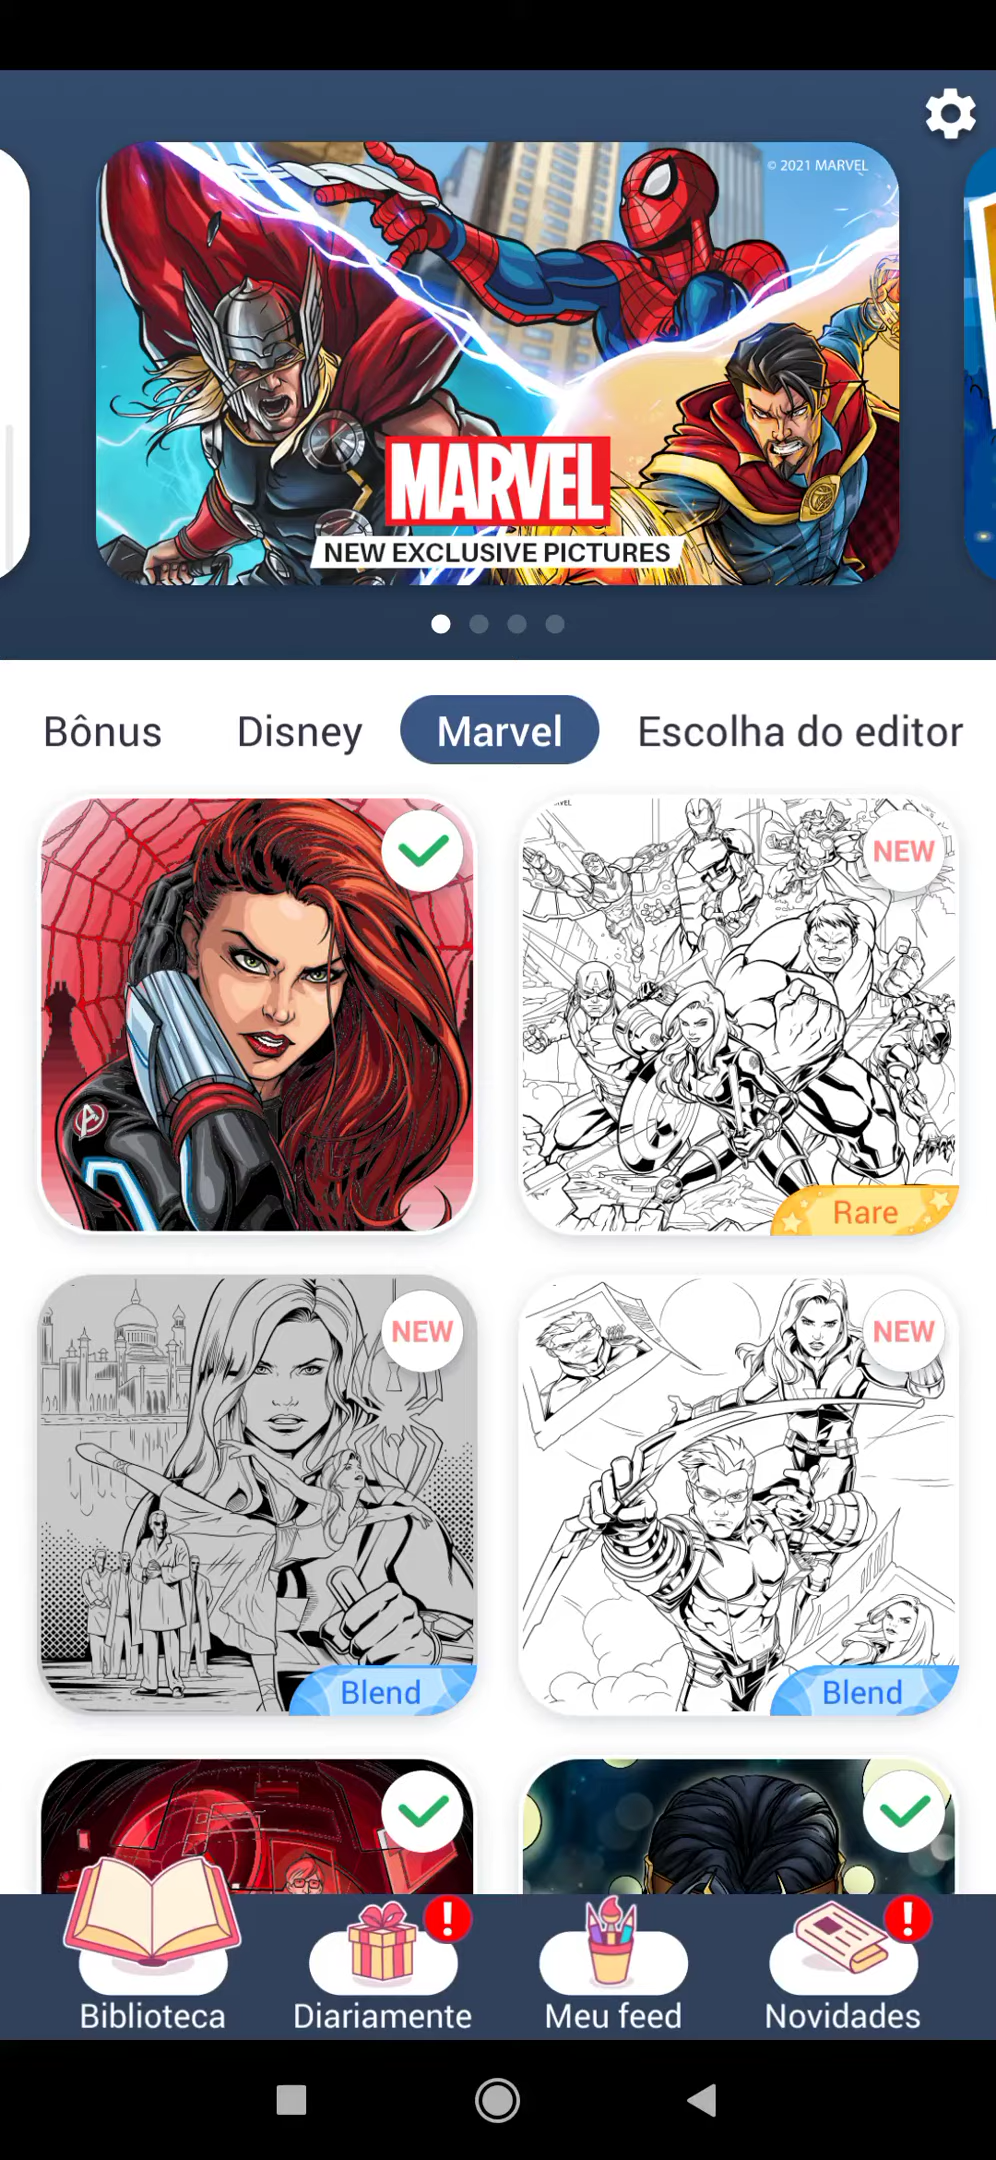 © 2021 MARVEL
MARVEL
NEW EXCLUSIVE PICTURES
Bônus Disney Marvel Escolha do editor
NEW
Rare
NEW
NEW
Blend
Blend
Biblioteca Diariamente Meu feed Novidades